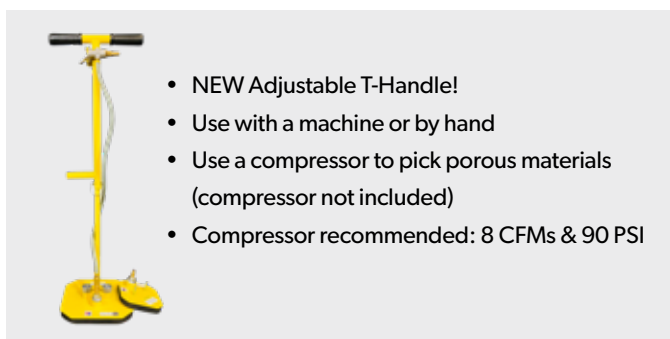 • NEW Adjustable T-Handle!
• Use with a machine or by hand
• Use a compressor to pick porous materials
(compressor not included)
• Compressor recommended: 8 CFMs & 90 PSI